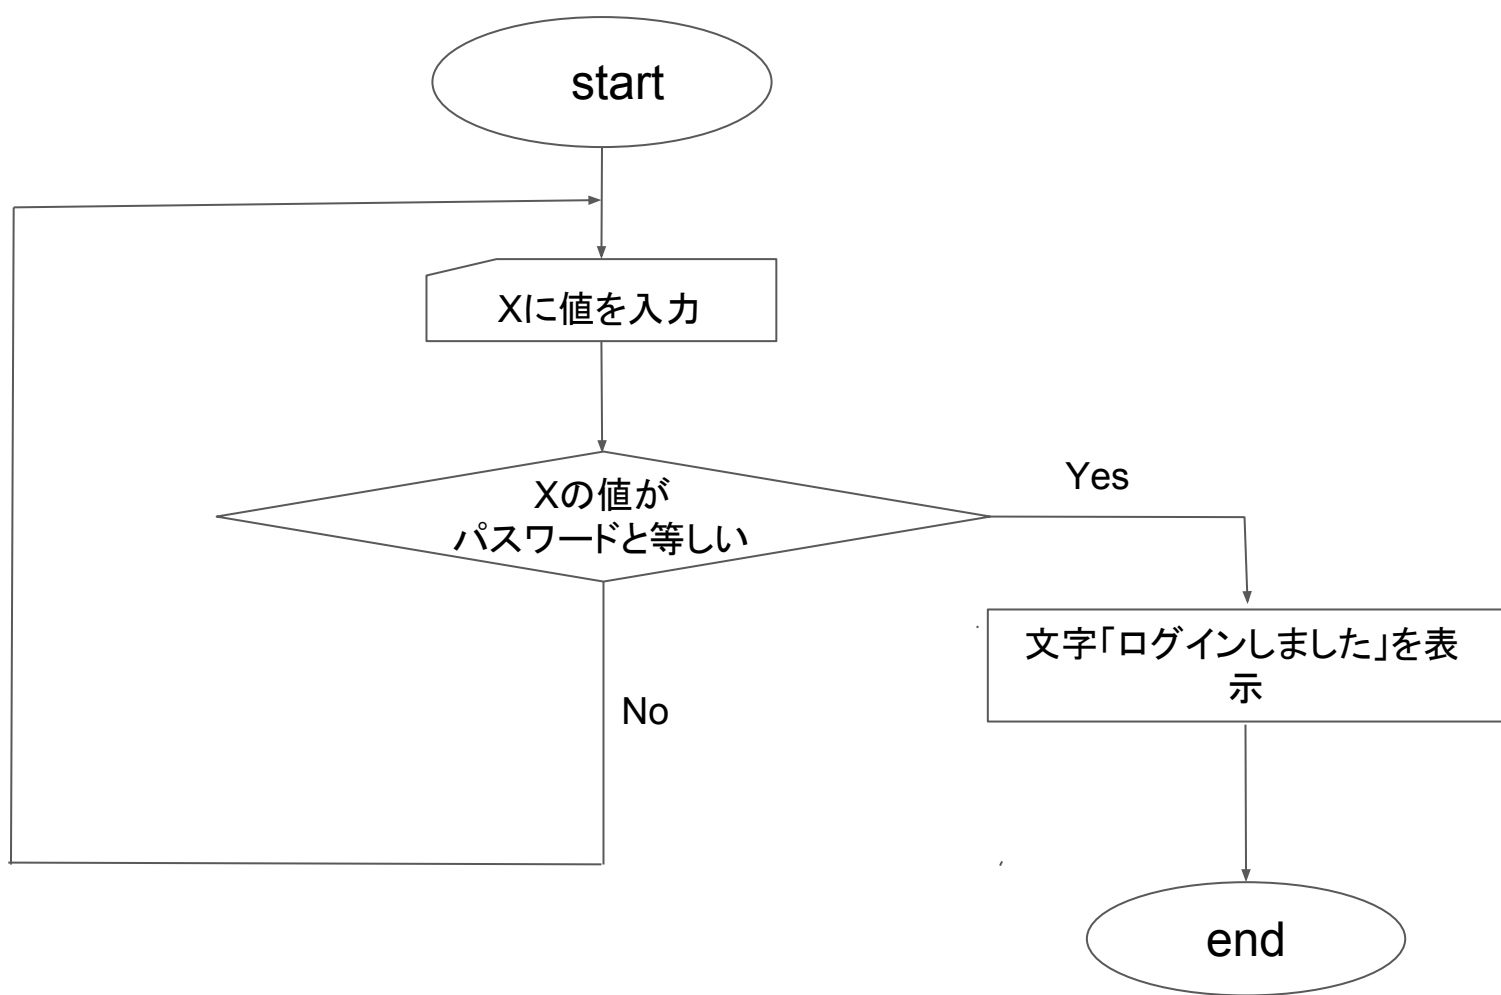 start
Xに値を入力
Xの値が
パスワードと等しい
Yes
文字「ログインしました」を表
示
No
end